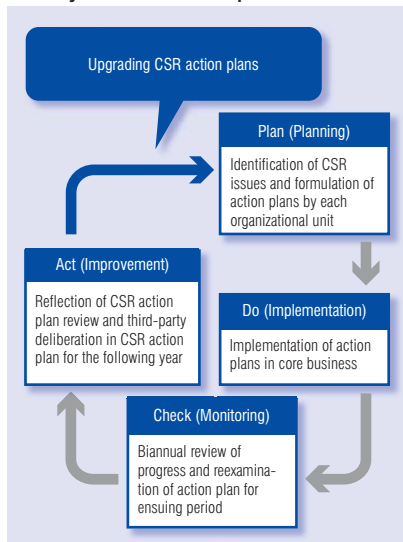 Upgrading CSR action plans
Plan (Planning)
Identification of CSR
issues and formulation of
action plans by each
organizational unit
Act (Improvement)
Reflection of CSR action
plan review and third-party
deliberation in CSR action
plan for the following year
Do (Implementation)
Implementation of action
plans in core business
Check (Monitoring)
Biannual review of
progress and reexamina-
tion of action plan for
ensuing period